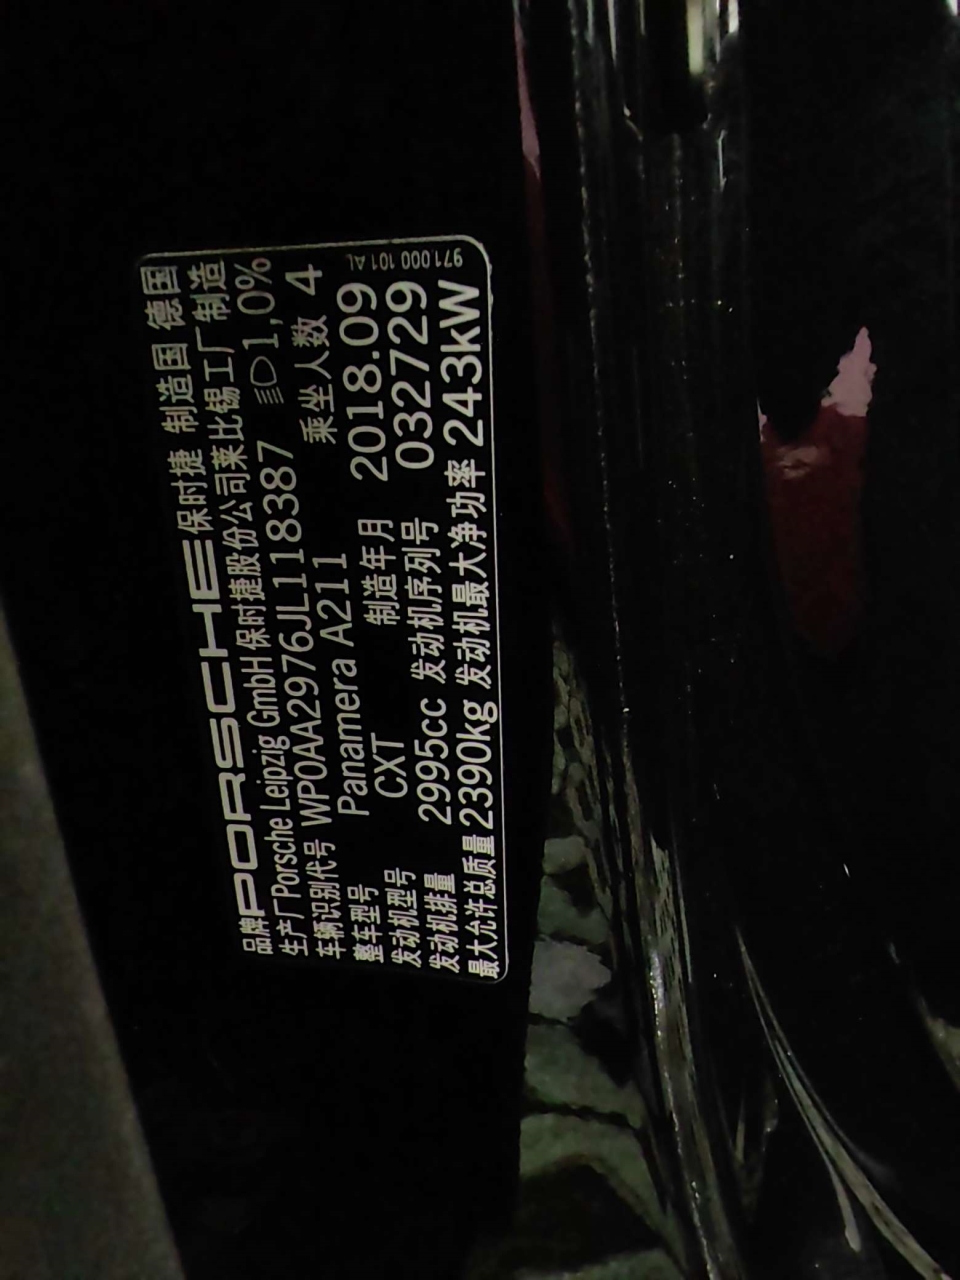 品牌 PORSCHE 保时捷 制造国 德国
生产厂 Porsche Leipzig GmbH 保时捷股份公司莱比锡工厂制造
车辆识别代号 WP0AA2976JL118387 1,0%
整车型号 Panamera A211 乘坐人数 4
发动机型号 CXT 制造年月 2018.09
发动机排量 2995cc 发动机序列号 032729
最大允许总质量 2390kg 发动机最大净功率 243kW
971.000 101 AL